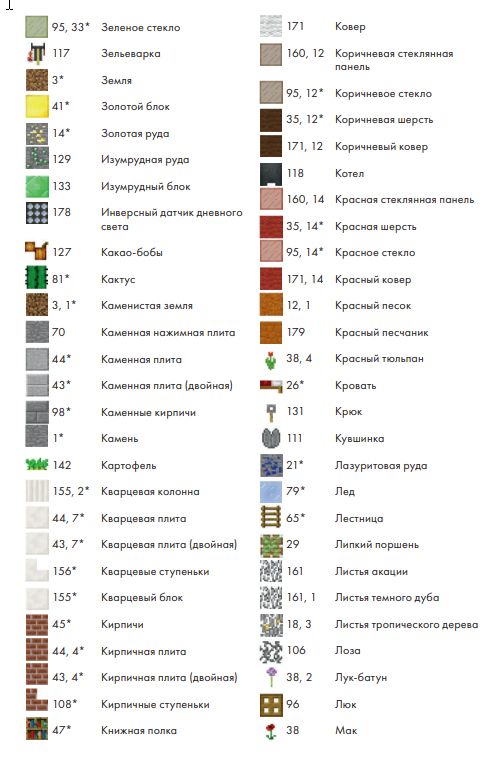 95, 33* Зеленое стекло
117 Зельеварка
3* Земля
41* Золотой блок
14* Золотая руда
129 Изумрудная руда
133 Изумрудный блок
178 Инверсный датчик дневного
света
127 Какао-бобы
81* Кактус
3, 1* Каменистая земля
70 Каменная нажимная плита
44* Каменная плита
43* Каменная плита (двойная)
98* Каменные кирпичи
1* Камень
142 Картофель
155, 2* Кварцевая колонна
44, 7* Кварцевая плита
43, 7* Кварцевая плита (двойная)
156* Кварцевые ступеньки
155* Кварцевый блок
45* Кирпичи
44, 4* Кирпичная плита
43, 4* Кирпичная плита (двойная)
108* Кирпичные ступеньки
47* Книжная полка
171 Ковер
160, 12 Коричневая стеклянная
панель
95, 12* Коричневое стекло
35, 12* Коричневая шерсть
171, 12 Коричневый ковер
118 Котел
160, 14 Красная стеклянная панель
35, 14* Красная шерсть
95, 14* Красное стекло
171, 14 Красный ковер
12, 1 Красный песок
179 Красный песчаник
38, 4 Красный тюльпан
26* Кровать
131 Крюк
111 Кувшинка
21* Лазуритовая руда
79* Лед
65* Лестница
29 Липкий поршень
161 Листья акации
161, 1 Листья темного дуба
18, 3 Листья тропического дерева
106 Лоза
38, 2 Лук-батун
96 Люк
38 Мак